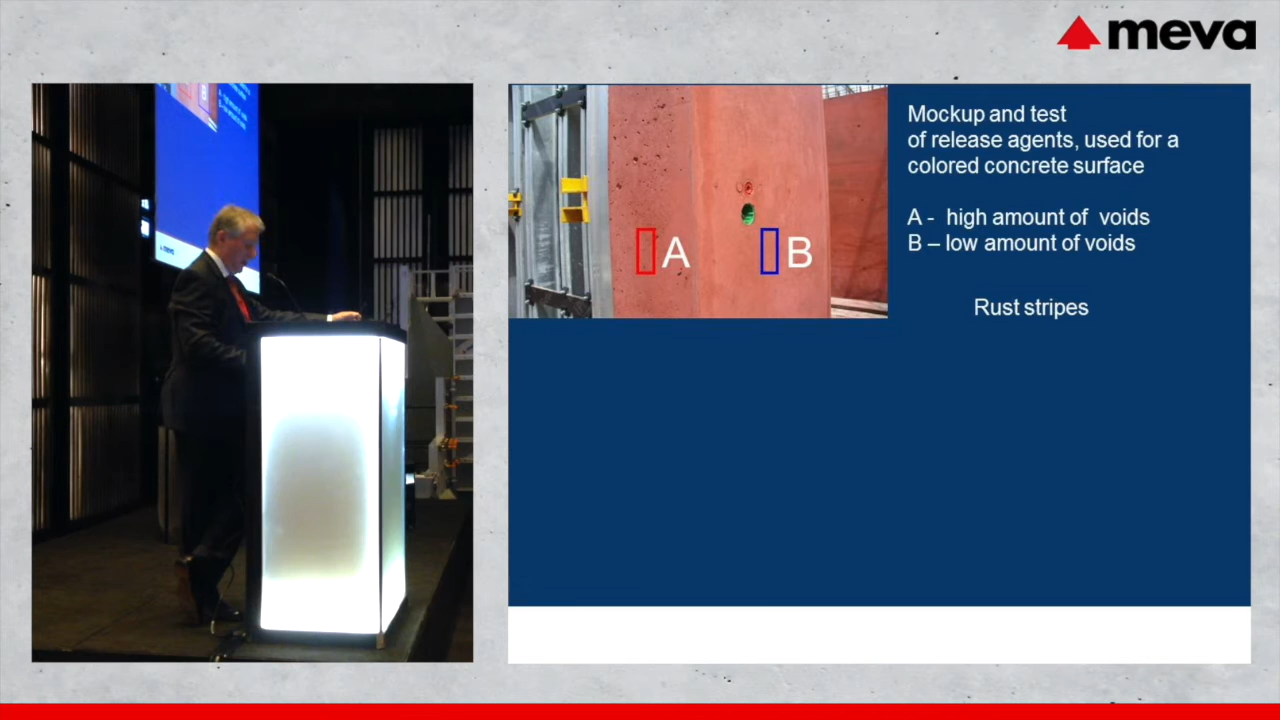 meva
Mockup and test
of release agents, used for a
colored concrete surface
A - high amount of voids
B – low amount of voids
Rust stripes
A
B
B
meva